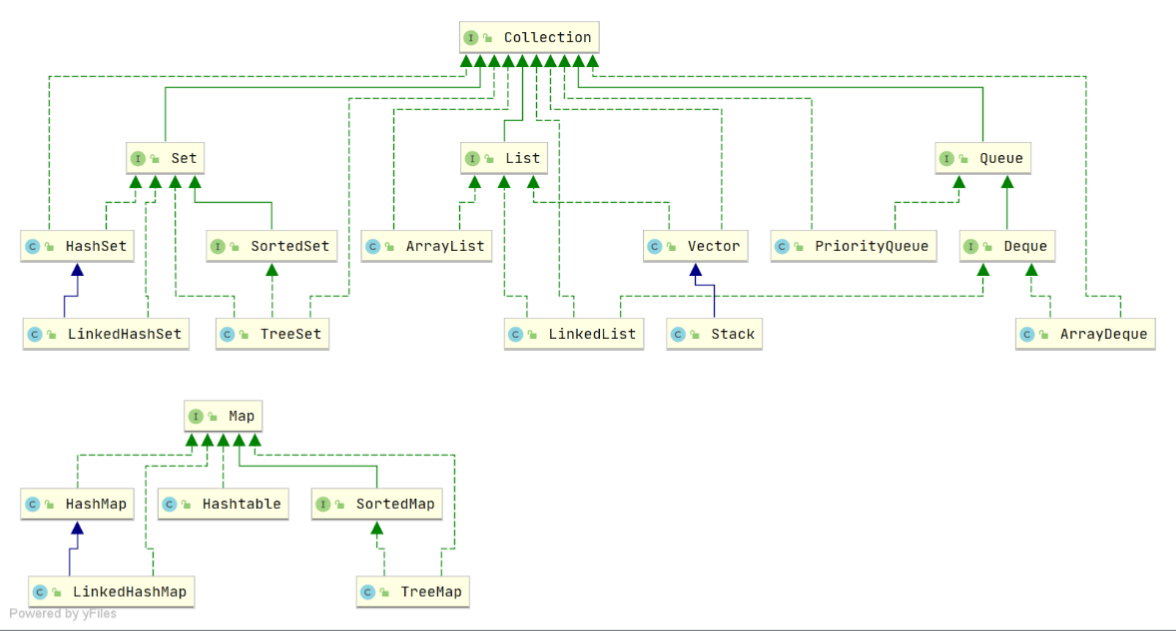 I Collection
I Set
I List
I Queue
C HashSet
I SortedSet
C ArrayList
C Vector
C PriorityQueue
I Deque
C LinkedHashSet
C TreeSet
C LinkedList
C Stack
C ArrayDeque
I Map
C HashMap
C Hashtable
I SortedMap
C LinkedHashMap
C TreeMap
Powered by yFiles